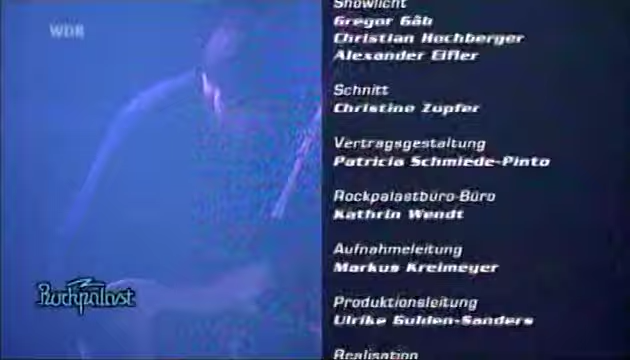 WDR
Showlicht
Gregor Gäb
Christian Hochberger
Alexander Eifler
Schnitt
Christine Zupfer
Vertragsgestaltung
Patricia Schmiede-Pinto
Rockpalastbüro-Büro
Kathrin Wendt
Aufnahmeleitung
Markus Kreimeyer
Rockpalast
Produktionsleitung
Ulrike Gulden-Sanders
Realisation